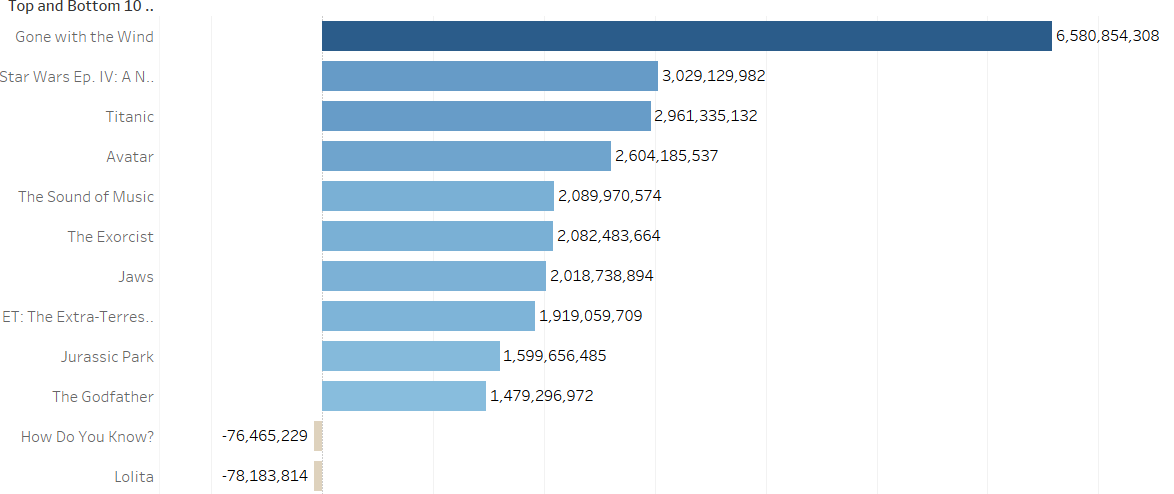 Top and Bottom 10 ..
Gone with the Wind 6,580,854,308
Star Wars Ep. IV: A N.. 3,029,129,982
Titanic 2,961,335,132
Avatar 2,604,185,537
The Sound of Music 2,089,970,574
The Exorcist 2,082,483,664
Jaws 2,018,738,894
ET: The Extra-Terres.. 1,919,059,709
Jurassic Park 1,599,656,485
The Godfather 1,479,296,972
How Do You Know? -76,465,229
Lolita -78,183,814